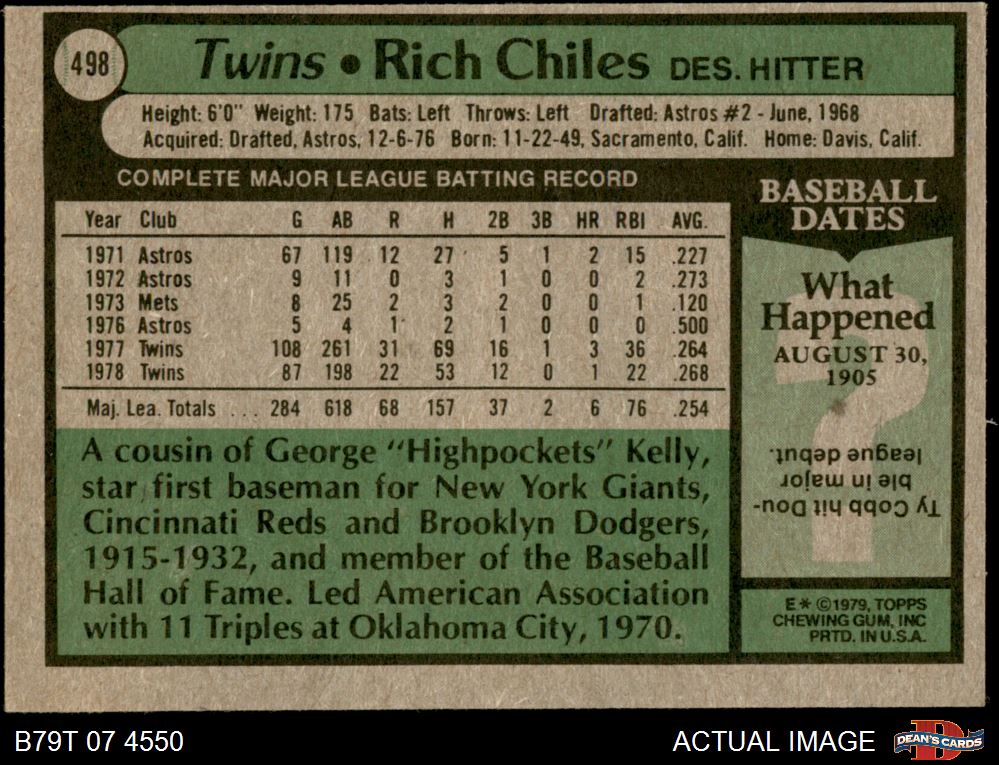 498
Twins • Rich Chiles DES. HITTER
Height: 6'0" Weight: 175 Bats: Left Throws: Left Drafted: Astros #2 - June, 1968
Acquired: Drafted, Astros, 12-6-76 Born: 11-22-49, Sacramento, Calif. Home: Davis, Calif.
COMPLETE MAJOR LEAGUE BATTING RECORD
Year Club G AB R H 2B 3B HR RBI AVG.
1971 Astros 67 119 12 27 5 1 2 15 .227
1972 Astros 9 11 0 3 1 0 0 2 .273
1973 Mets 8 25 2 3 2 0 0 1 .120
1976 Astros 5 4 1 2 1 0 0 0 .500
1977 Twins 108 261 31 69 16 1 3 36 .264
1978 Twins 87 198 22 53 12 0 1 22 .268
Maj. Lea. Totals ... 284 618 68 157 37 2 6 76 .254
A cousin of George "Highpockets" Kelly,
star first baseman for New York Giants,
Cincinnati Reds and Brooklyn Dodgers,
1915-1932, and member of the Baseball
Hall of Fame. Led American Association
with 11 Triples at Oklahoma City, 1970.
BASEBALL
DATES
What
Happened
AUGUST 30,
1905
Ty Cobb hit Dou-
ble in major
league debut.
E* ©1979, TOPPS
CHEWING GUM, INC
PRTD. IN U.S.A.
B79T 07 4550
ACTUAL IMAGE
DEAN'S CARDS